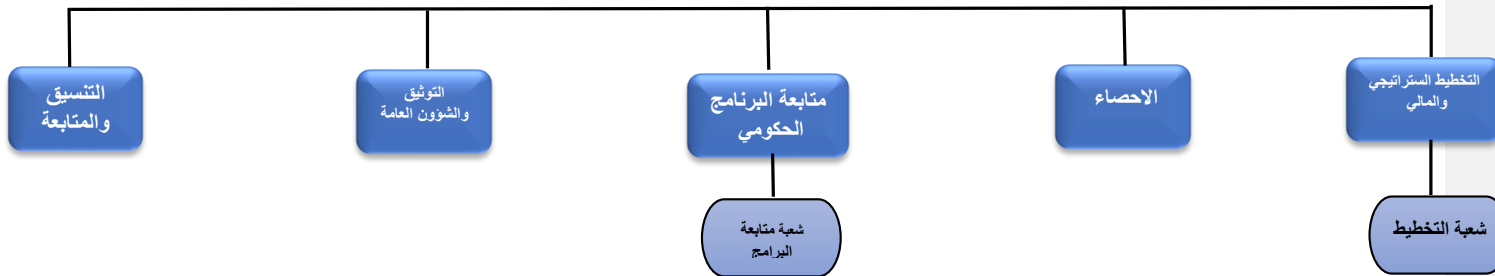 التخطيط الستراتيجي
والمالي
الاحصاء
متابعة البرنامج
الحكومي
التوثيق
والشؤون العامة
التنسيق
والمتابعة
شعبة التخطيط
شعبة متابعة
البرامج